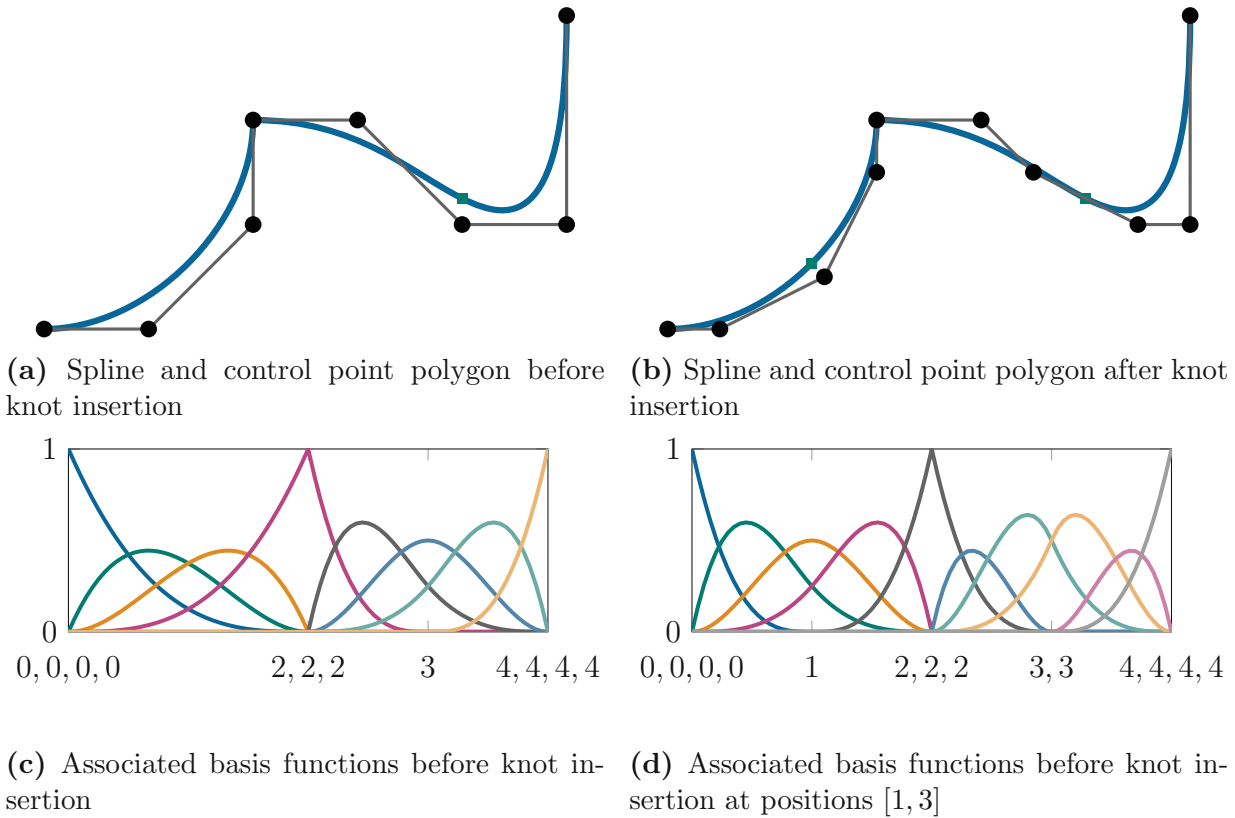 (a) Spline and control point polygon before
knot insertion
(b) Spline and control point polygon after knot
insertion
1
0
0, 0, 0, 0 2, 2, 2 3 4, 4, 4, 4
1
0
0, 0, 0, 0 1 2, 2, 2 3, 3 4, 4, 4, 4
(c) Associated basis functions before knot in-
sertion
(d) Associated basis functions before knot in-
sertion at positions [1, 3]